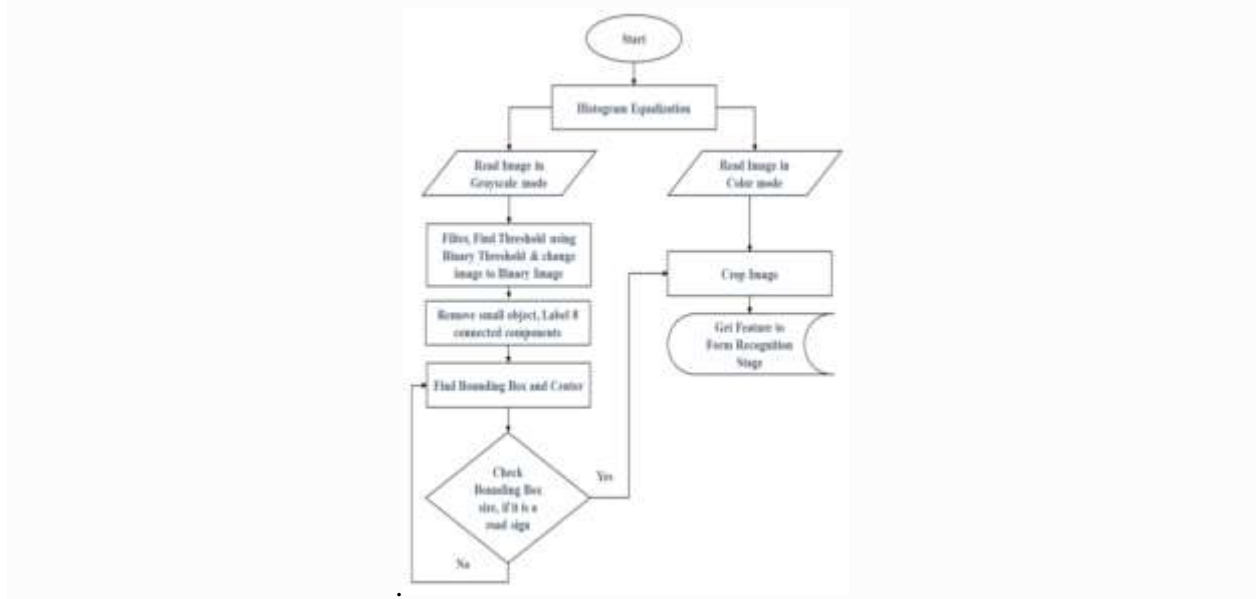 Start
Histogram Equalization
Read Image in
Grayscale mode
Read Image in
Color mode
Filter, Find Threshold using
Binary Threshold & change
image to Binary Image
Crop Image
Remove small object, Label 8
connected components
Get Feature to
Form Recognition
Stage
Find Bounding Box and Center
Check
Bounding Box
size, if it is a
road sign
Yes
No